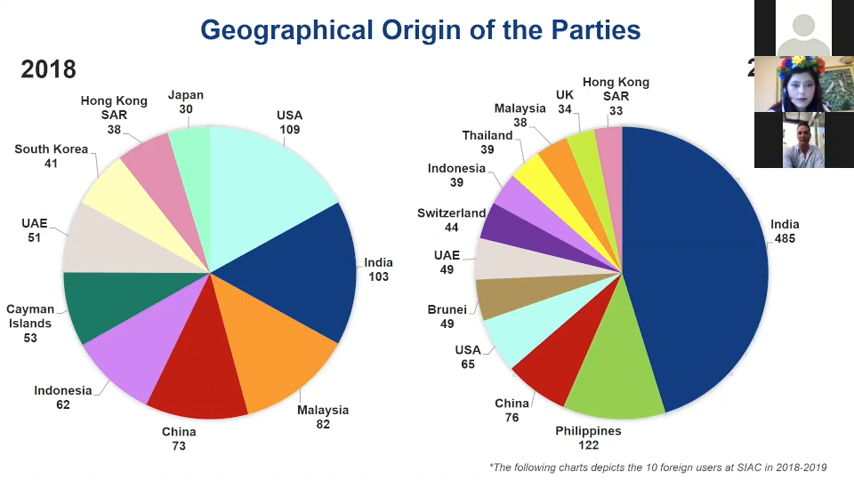 Geographical Origin of the Parties
2018
Japan
30
USA
109
Hong Kong
SAR
38
South Korea
41
UAE
51
India
103
Cayman
Islands
53
Indonesia
62
Malaysia
82
China
73
Hong Kong
SAR
33
UK
34
Malaysia
38
Thailand
39
Indonesia
39
Switzerland
44
India
485
UAE
49
Brunei
49
USA
65
China
76
Philippines
122
*The following charts depicts the 10 foreign users at SIAC in 2018-2019